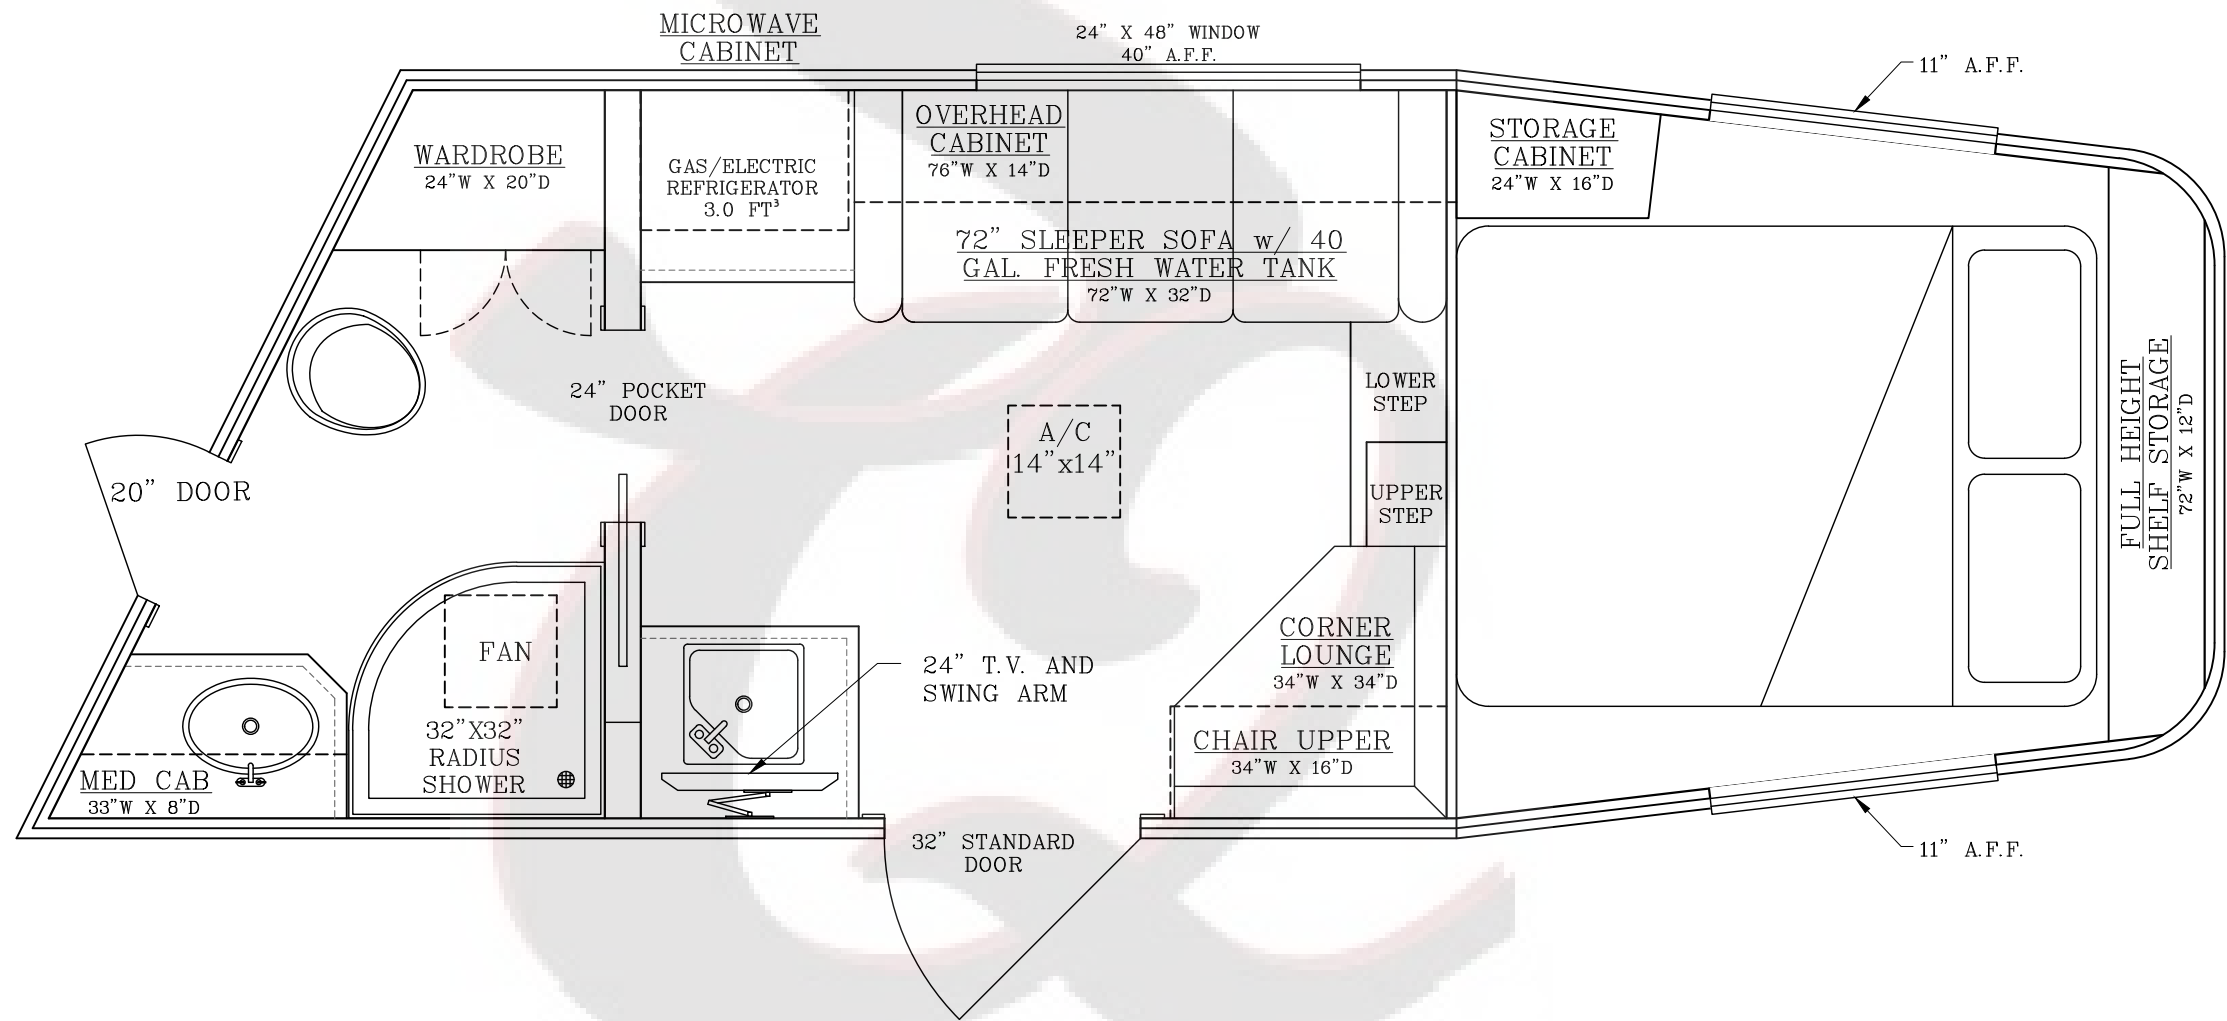 MICROWAVE
CABINET
24" X 48" WINDOW
40" A.F.F.
11" A.F.F.
WARDROBE
24"W X 20"D
GAS/ELECTRIC
REFRIGERATOR
3.0 FT³
OVERHEAD
CABINET
76"W X 14"D
STORAGE
CABINET
24"W X 16"D
72" SLEEPER SOFA w/ 40
GAL. FRESH WATER TANK
72"W X 32"D
24" POCKET
DOOR
LOWER
STEP
A/C
14"x14"
UPPER
STEP
FULL HEIGHT
SHELF STORAGE
72"W X 12"D
20" DOOR
FAN
24" T.V. AND
SWING ARM
CORNER
LOUNGE
34"W X 34"D
32"X32"
RADIUS
SHOWER
CHAIR UPPER
34"W X 16"D
MED CAB
33"W X 8"D
32" STANDARD
DOOR
11" A.F.F.